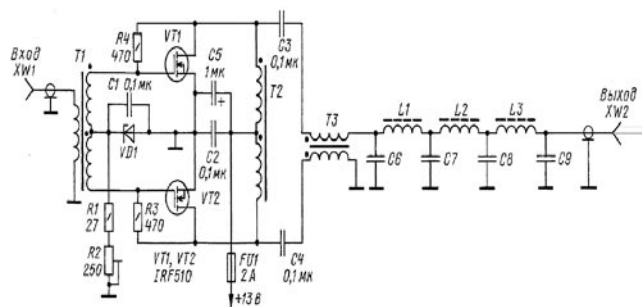 Вход
XW1
T1
R4
470
VT1
C1 0,1мк
VD1
C5
1мк
+
C2
0,1мк
C3
0,1мк
T2
T3
L1
L2
L3
Выход
XW2
C6
C7
C8
C9
R1
27
R2
250
R3
470
VT2
VT1, VT2
IRF510
FU1
2А
+13 В
C4
0,1мк